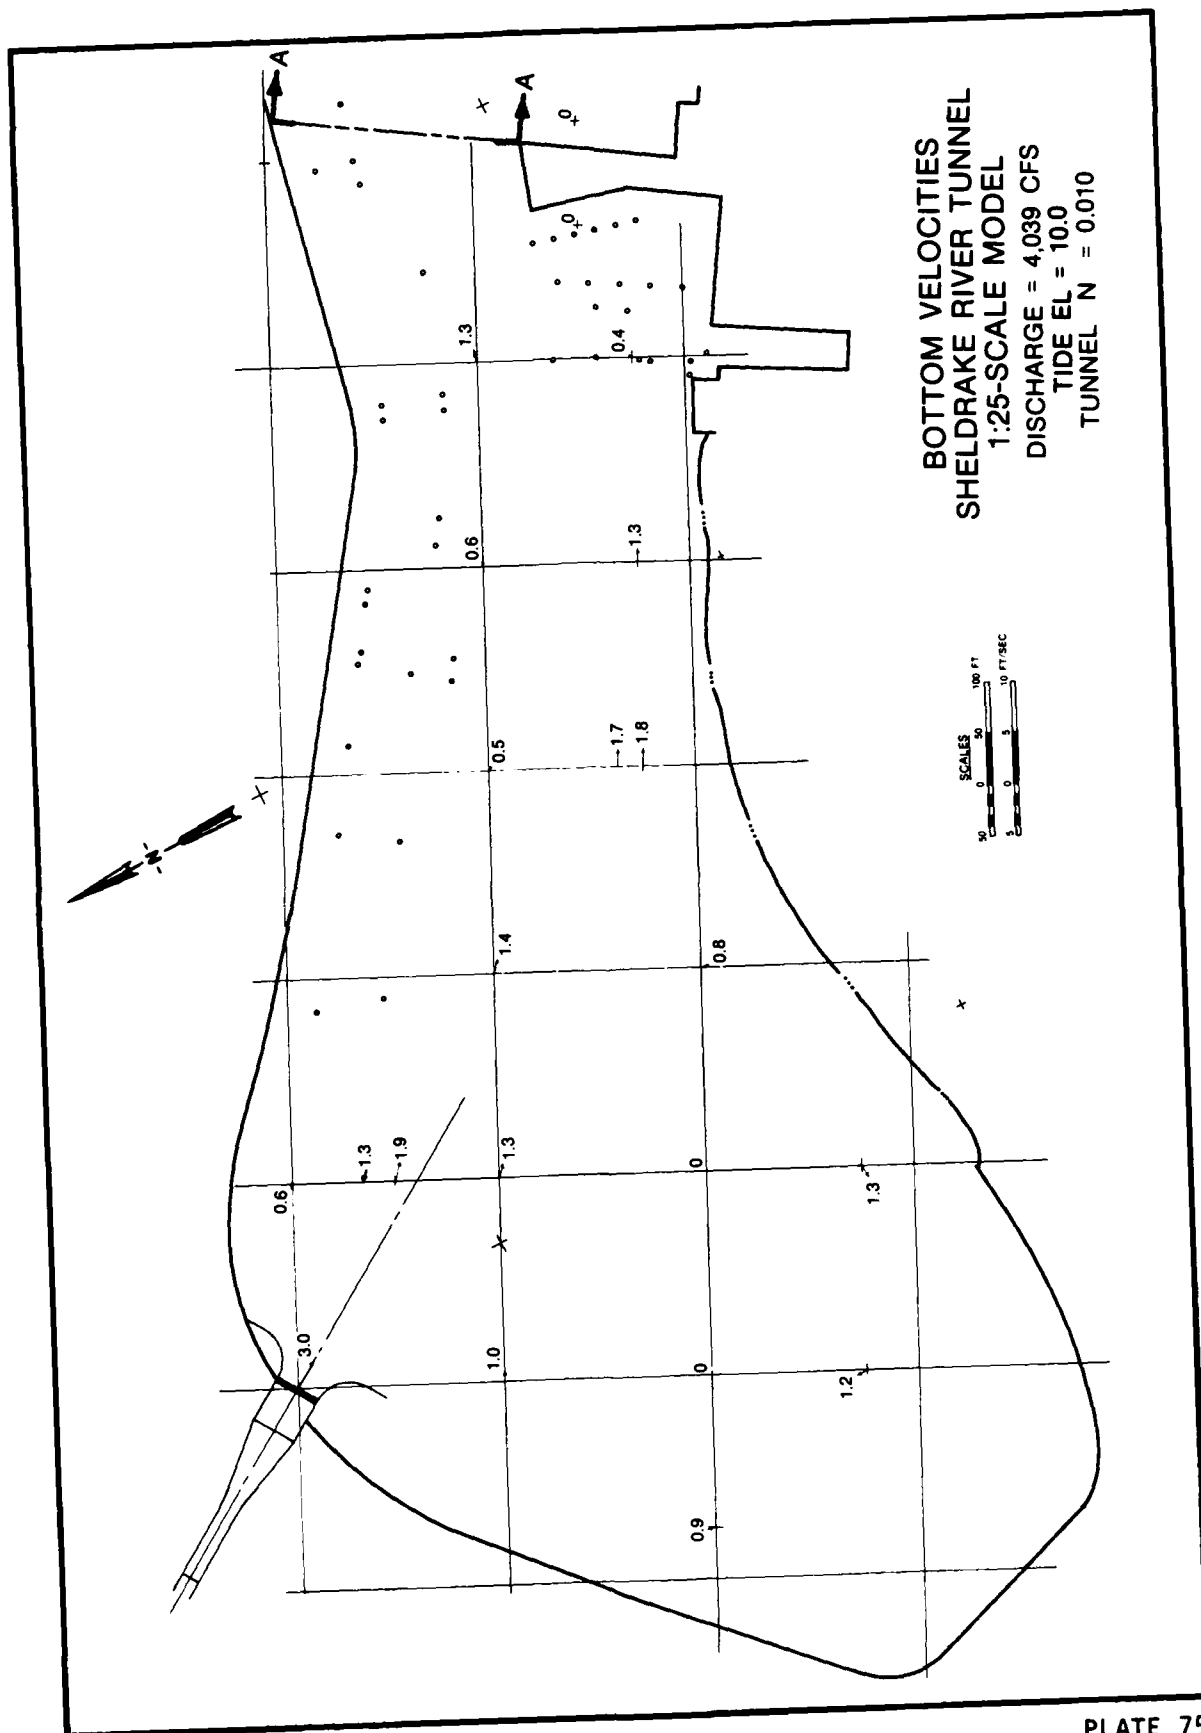 BOTTOM VELOCITIES
SHELDRAKE RIVER TUNNEL
1:25-SCALE MODEL
DISCHARGE = 4,039 CFS
TIDE EL = 10.0
TUNNEL N = 0.010
SCALES
50 0 50 100 FT
5 0 5 10 FT/SEC
N
A
A
0
0
1.3
0.4
0.6
1.3
0.5
1.7
1.8
1.4
0.8
0.6
1.3
1.9
1.3
0
1.3
3.0
1.0
0
1.2
0.9
PLATE 75